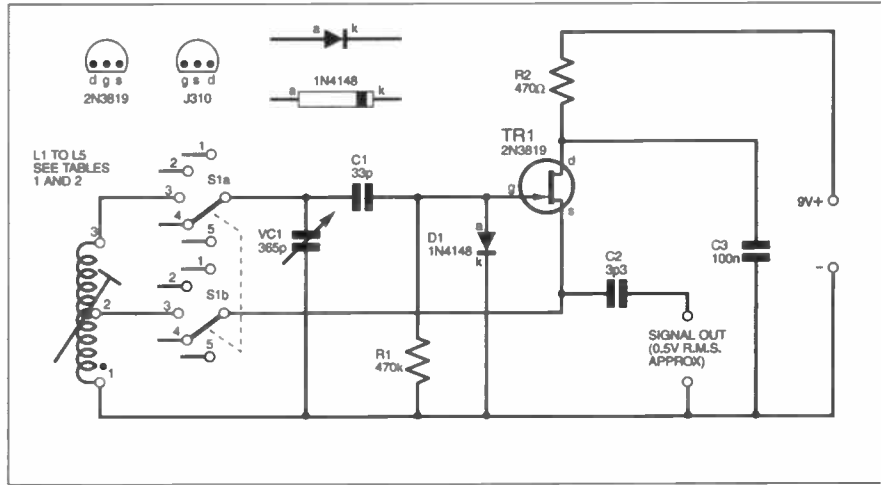 a k
d g s
2N3819
g s d
J310
1N4148
a k
R2
470Ω
TR1
2N3819
d
g
s
L1 TO L5
SEE TABLES
1 AND 2
1
2
3
4
5
S1a
1
2
3
4
5
S1b
3
2
1
VC1
365p
C1
33p
R1
470k
a
D1
1N4148
k
C2
3p3
SIGNAL OUT
(0.5V R.M.S.
APPROX)
C3
100n
9V+
-